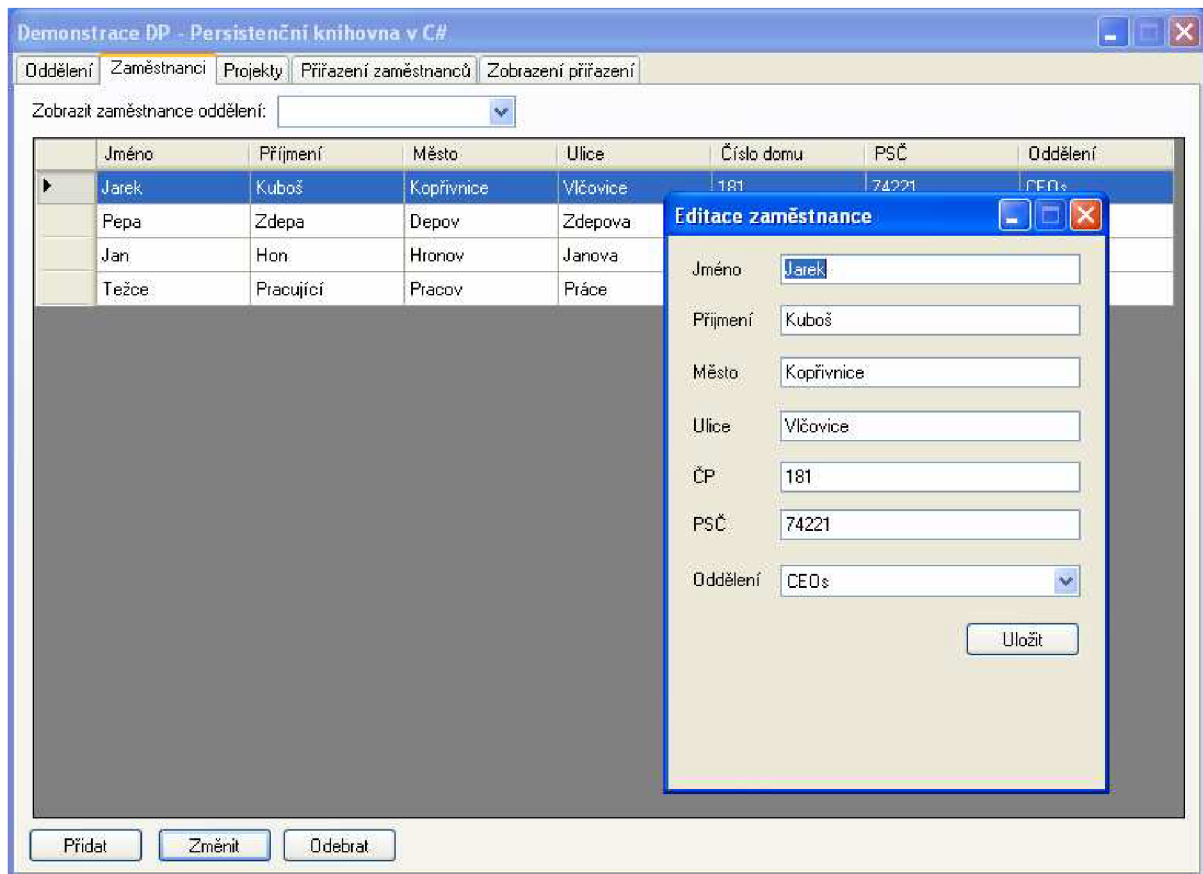 Demonstrace DP - Persistenční knihovna v C#
Oddělení Zaměstnanci Projekty Přiřazení zaměstnanců Zobrazení přiřazení
Zobrazit zaměstnance oddělení:
Jméno Příjmení Město Ulice Číslo domu PSČ Oddělení
Jarek Kuboš Kopřivnice Vlčovice 181 74221 CEOs
Pepa Zdepa Depov Zdepova
Jan Hon Hronov Janova
Težce Pracující Pracov Práce
Editace zaměstnance
Jméno Jarek
Přijmení Kuboš
Město Kopřivnice
Ulice Vlčovice
ČP 181
PSČ 74221
Oddělení CEOs
Uložit
Přidat Změnit Odebrat